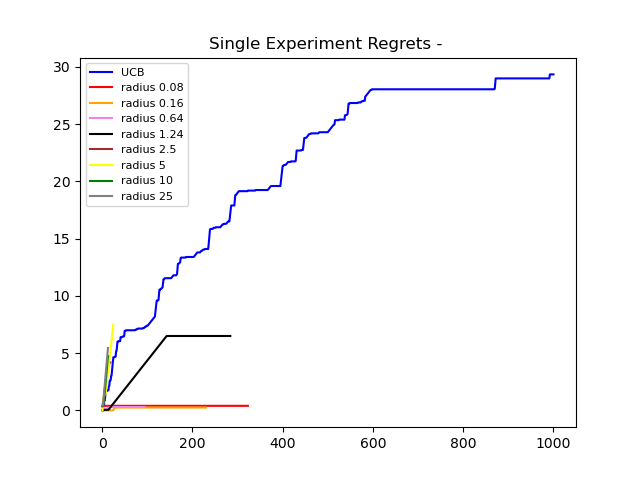 Single Experiment Regrets -
UCB
radius 0.08
radius 0.16
radius 0.64
radius 1.24
radius 2.5
radius 5
radius 10
radius 25
30
25
20
15
10
5
0
0 200 400 600 800 1000